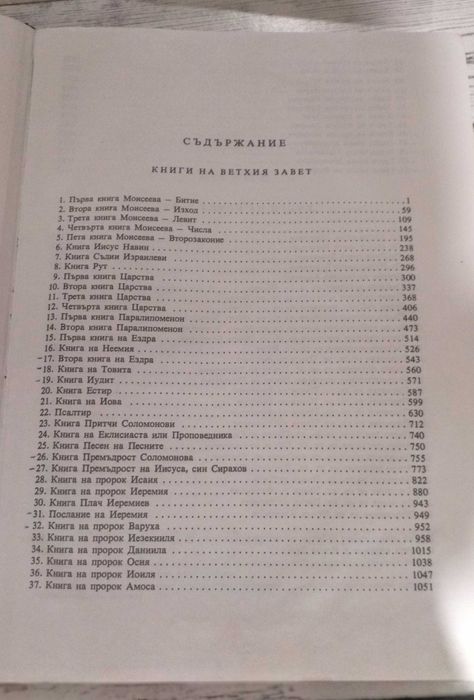 СЪДЪРЖАНИЕ
КНИГИ НА ВЕТХИЯ ЗАВЕТ
1. Първа книга Моисеева — Битие 1
2. Втора книга Моисеева — Изход 59
3. Трета книга Моисеева — Левит 109
4. Четвърта книга Моисеева — Числа 145
5. Пета книга Моисеева — Второзаконие 195
6. Книга Иисус Навин 238
7. Книга Съдии Израилеви 268
8. Книга Рут 296
9. Първа книга Царства 300
10. Втора книга Царства 337
11. Трета книга Царства 368
12. Четвърта книга Царства 406
13. Първа книга Паралипоменон 440
14. Втора книга Паралипоменон 473
15. Първа книга на Ездра 514
16. Книга на Неемия 526
-17. Втора книга на Ездра 543
-18. Книга на Товита 560
-19. Книга Иудит 571
20. Книга Естир 587
21. Книга на Иова 599
22. Псалтир 630
23. Книга Притчи Соломонови 712
24. Книга на Еклисиаста или Проповедника 740
25. Книга Песен на Песните 750
-26. Книга Премъдрост Соломонова 755
-27. Книга Премъдрост на Иисуса, син Сирахов 773
28. Книга на пророк Исаия 822
29. Книга на пророк Иеремия 880
30. Книга Плач Иеремиев 943
-31. Послание на Иеремия 949
-32. Книга на пророк Варуха 952
33. Книга на пророк Иезекииля 958
34. Книга на пророк Даниила 1015
35. Книга на пророк Осия 1038
36. Книга на пророк Иоиля 1047
37. Книга на пророк Амоса 1051